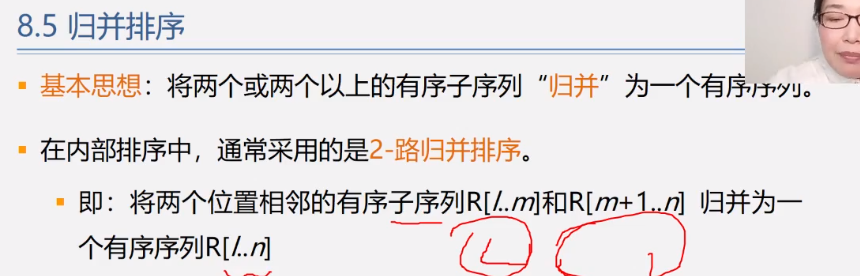 8.5 归并排序
基本思想：将两个或两个以上的有序子序列“归并”为一个有序序列。
在内部排序中，通常采用的是2-路归并排序。
即：将两个位置相邻的有序子序列R[l..m]和R[m+1..n] 归并为一
个有序序列R[l..n]